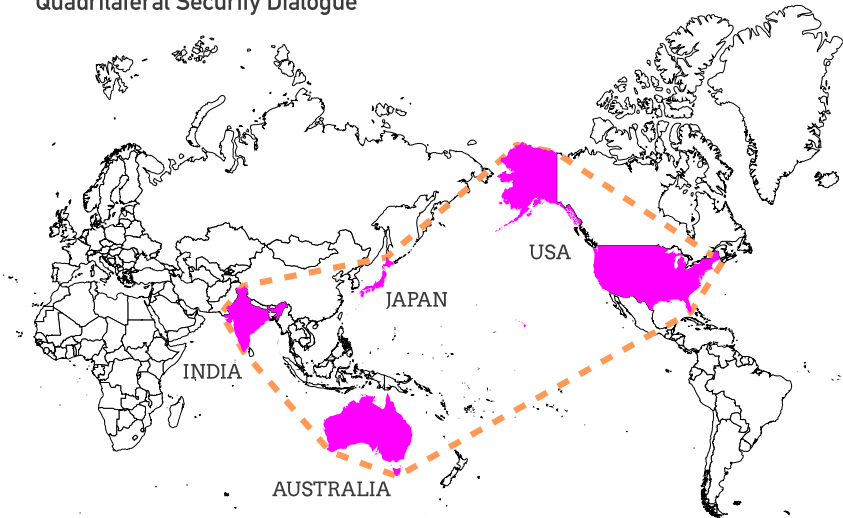 Quadrilateral Security Dialogue
USA
JAPAN
INDIA
AUSTRALIA